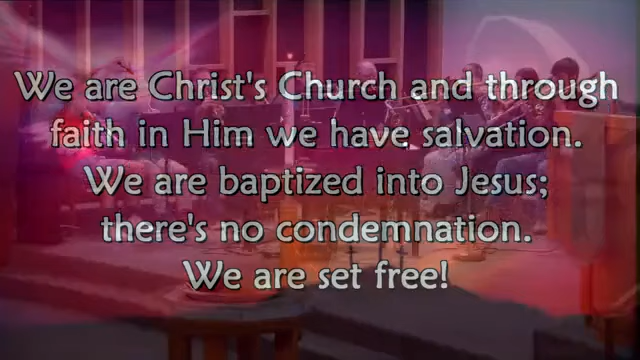 We are Christ's Church and through
faith in Him we have salvation.
We are baptized into Jesus;
there's no condemnation.
We are set free!